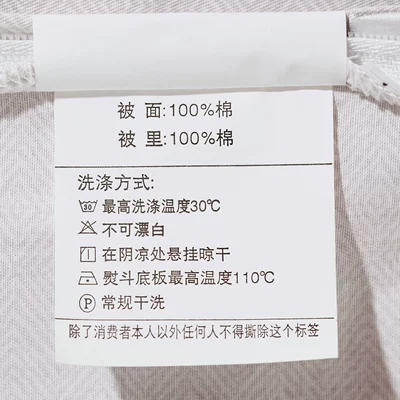 被 面:100%棉
被 里:100%棉
洗涤方式:
30 最高洗涤温度30℃
不可漂白
在阴凉处悬挂晾干
熨斗底板最高温度110℃
P 常规干洗
除了消费者本人以外任何人不得撕除这个标签